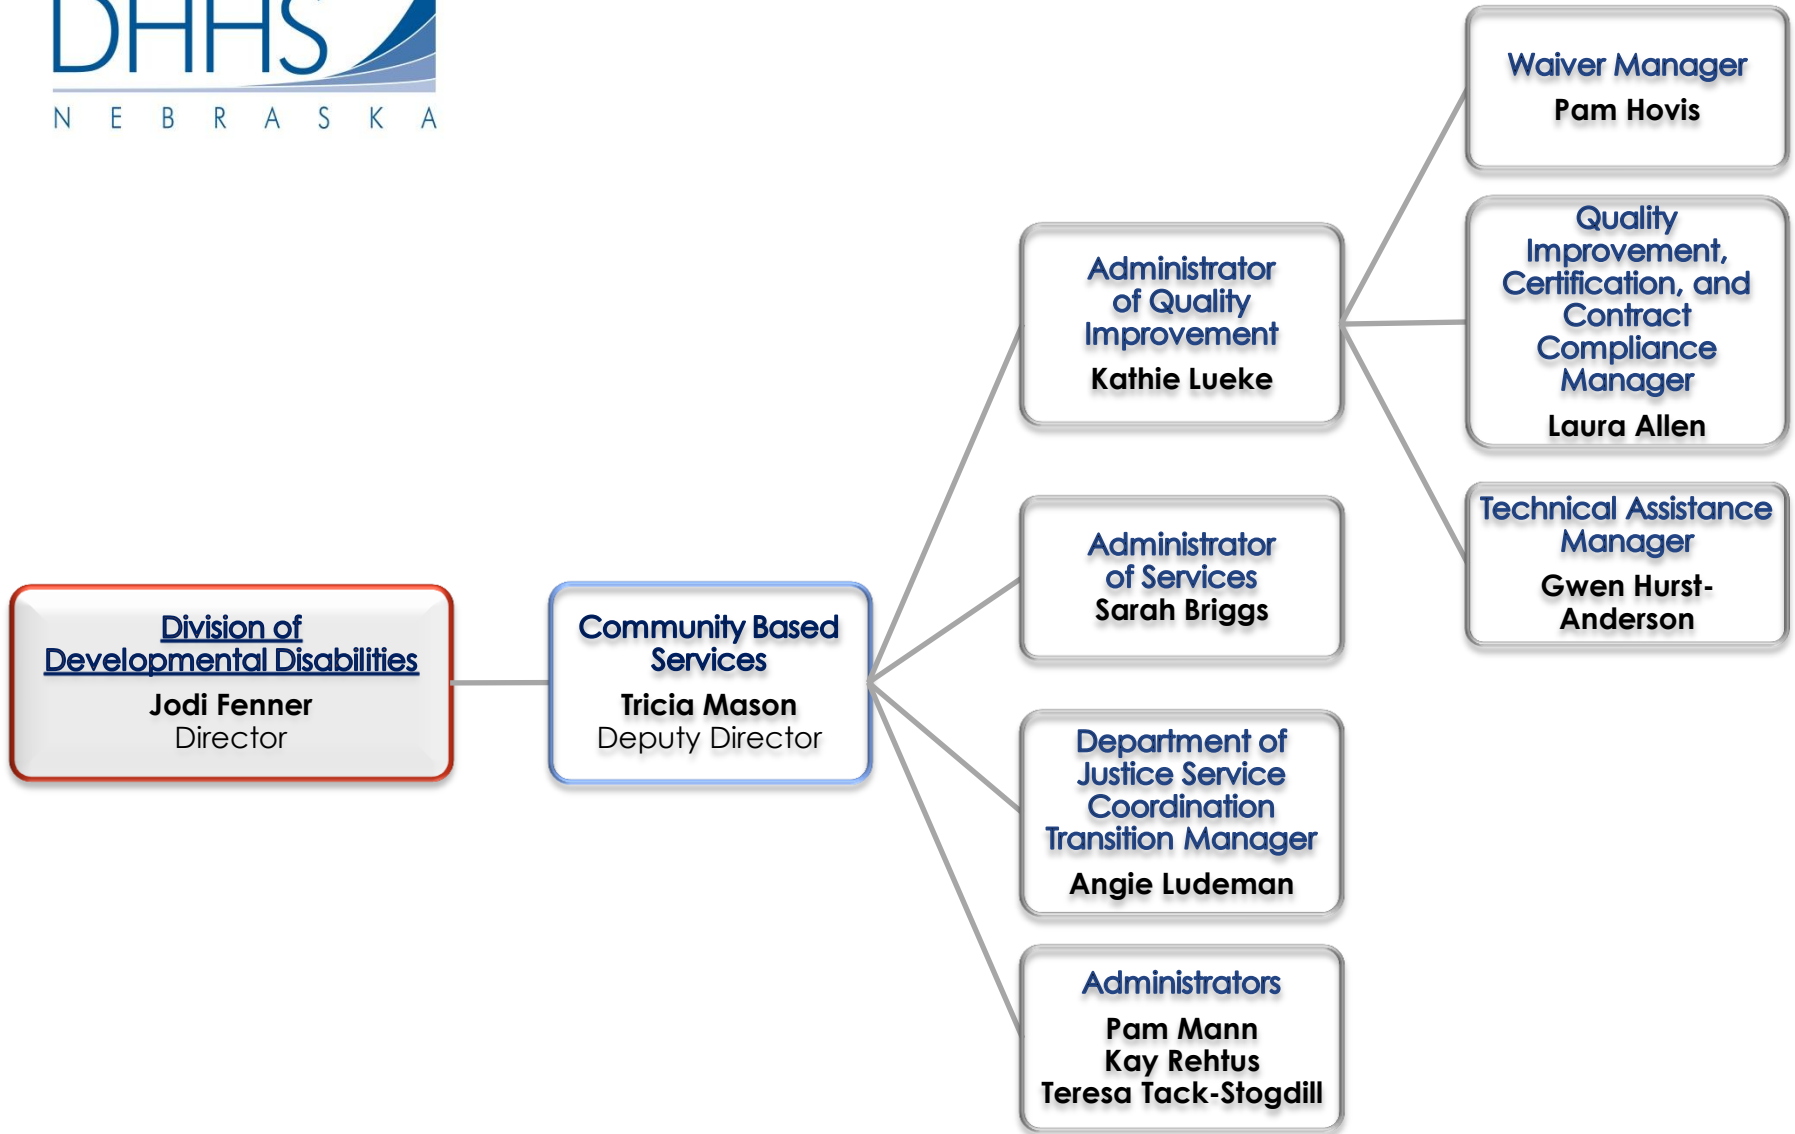 DHHS
NEBRASKA
Division of
Developmental Disabilities
Jodi Fenner
Director
Community Based
Services
Tricia Mason
Deputy Director
Administrator
of Quality
Improvement
Kathie Lueke
Administrator
of Services
Sarah Briggs
Department of
Justice Service
Coordination
Transition Manager
Angie Ludeman
Administrators
Pam Mann
Kay Rehtus
Teresa Tack-Stogdill
Waiver Manager
Pam Hovis
Quality
Improvement,
Certification, and
Contract
Compliance
Manager
Laura Allen
Technical Assistance
Manager
Gwen Hurst-
Anderson